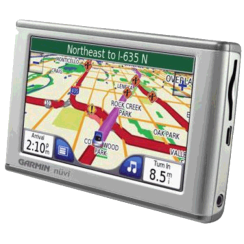 Northeast to I-635 N
OVERLA
ROCK CREEK
PARK
OAK PARK
Arrival
2:10
Turn In
8.5
GARMIN nüvi